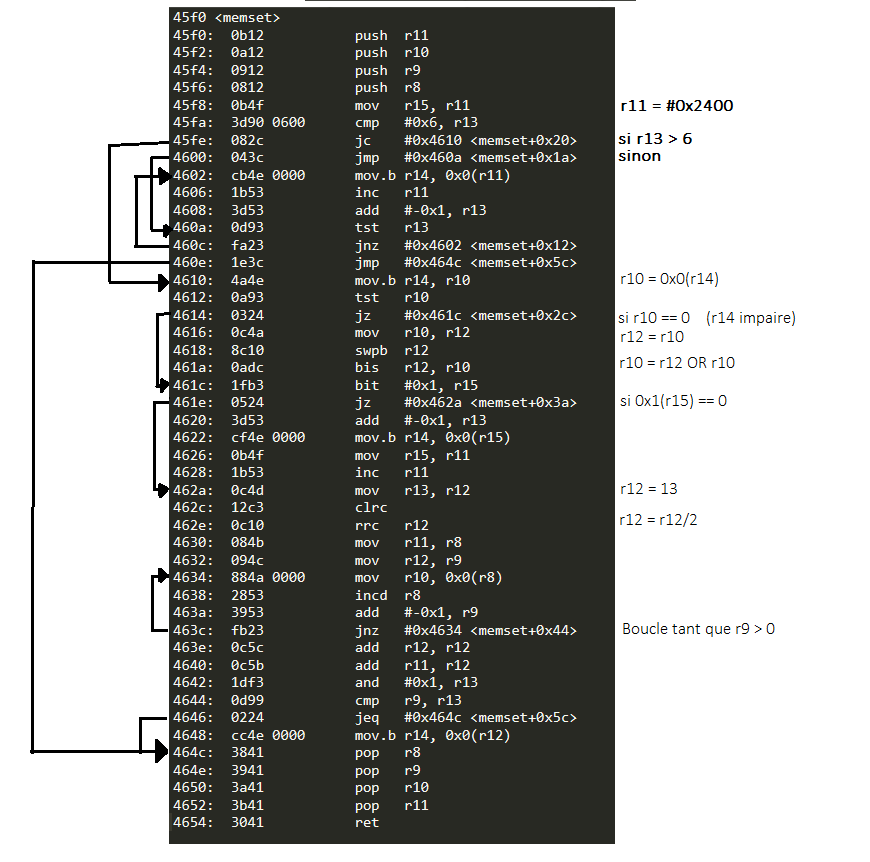 45f0 <memset>
45f0: 0b12 push r11
45f2: 0a12 push r10
45f4: 0912 push r9
45f6: 0812 push r8
45f8: 0b4f mov r15, r11 r11 = #0x2400
45fa: 3d90 0600 cmp #0x6, r13
45fe: 082c jc #0x4610 <memset+0x20> si r13 > 6
4600: 043c jmp #0x460a <memset+0x1a> sinon
4602: cb4e 0000 mov.b r14, 0x0(r11)
4606: 1b53 inc r11
4608: 3d53 add #-0x1, r13
460a: 0d93 tst r13
460c: fa23 jnz #0x4602 <memset+0x12>
460e: 1e3c jmp #0x464c <memset+0x5c>
4610: 4a4e mov.b r14, r10 r10 = 0x0(r14)
4612: 0a93 tst r10
4614: 0324 jz #0x461c <memset+0x2c> si r10 == 0 (r14 impaire)
4616: 0c4a mov r10, r12 r12 = r10
4618: 8c10 swpb r12
461a: 0adc bis r12, r10 r10 = r12 OR r10
461c: 1fb3 bit #0x1, r15
461e: 0524 jz #0x462a <memset+0x3a> si 0x1(r15) == 0
4620: 3d53 add #-0x1, r13
4622: cf4e 0000 mov.b r14, 0x0(r15)
4626: 0b4f mov r15, r11
4628: 1b53 inc r11
462a: 0c4d mov r13, r12 r12 = 13
462c: 12c3 clrc
462e: 0c10 rrc r12 r12 = r12/2
4630: 084b mov r11, r8
4632: 094c mov r12, r9
4634: 884a 0000 mov r10, 0x0(r8)
4638: 2853 incd r8
463a: 3953 add #-0x1, r9
463c: fb23 jnz #0x4634 <memset+0x44> Boucle tant que r9 > 0
463e: 0c5c add r12, r12
4640: 0c5b add r11, r12
4642: 1df3 and #0x1, r13
4644: 0d99 cmp r9, r13
4646: 0224 jeq #0x464c <memset+0x5c>
4648: cc4e 0000 mov.b r14, 0x0(r12)
464c: 3841 pop r8
464e: 3941 pop r9
4650: 3a41 pop r10
4652: 3b41 pop r11
4654: 3041 ret